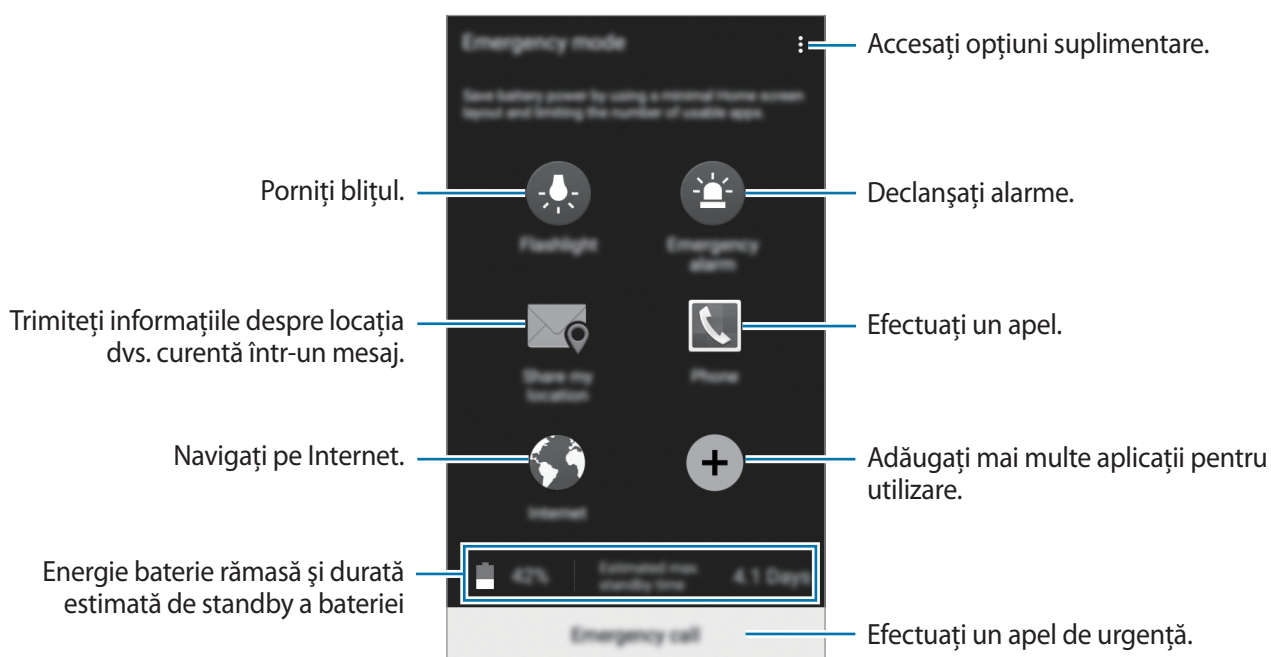 Emergency mode
Accesați opțiuni suplimentare.
Save battery power by using a minimal Home screen
layout and limiting the number of usable apps.
Porniți blițul.
Declanşați alarme.
Flashlight
Emergency
alarm
Trimiteți informațiile despre locația
dvs. curentă într-un mesaj.
Efectuați un apel.
Share my
location
Phone
Navigați pe Internet.
Adăugați mai multe aplicații pentru
utilizare.
Internet
Energie baterie rămasă şi durată
estimată de standby a bateriei
42%
Estimated max.
standby time
4.1 Days
Emergency call
Efectuați un apel de urgență.